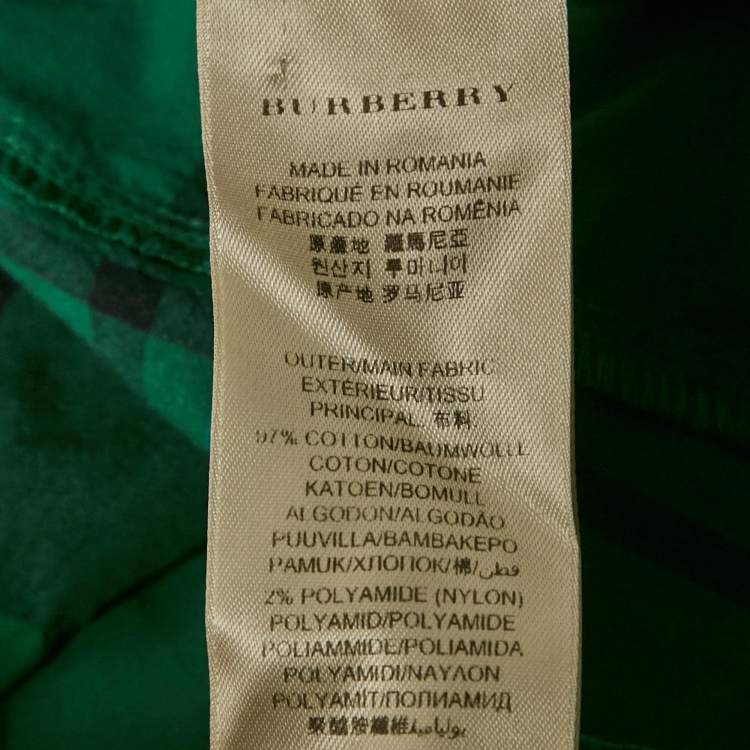 BURBERRY
MADE IN ROMANIA
FABRIQUÉ EN ROUMANIE
FABRICADO NA ROMÉNIA
原產地 羅馬尼亞
원산지 루마니아
原产地 罗马尼亚
OUTER/MAIN FABRIC
EXTÉRIEUR/TISSU
PRINCIPAL. 布料.
97% COTTON/BAUMWOLLE
COTON/COTONE
KATOEN/BOMULL
ALGODON/ALGODÃO
PUUVILLA/BAMBAKEPO
PAMUK/ХЛОПОК/棉/قطن
2% POLYAMIDE (NYLON)
POLYAMID/POLYAMIDE
POLIAMMIDE/POLIAMIDA
POLYAMIDI/NAYΛON
POLYAMİT/ПОЛИАМИД
聚醯胺纖維/بولياميد